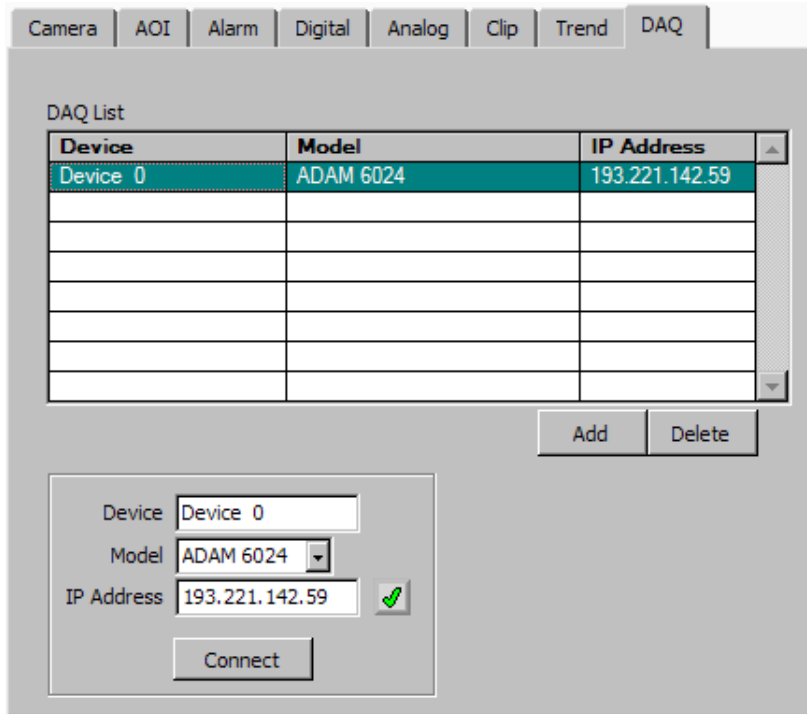 Camera AOI Alarm Digital Analog Clip Trend DAQ
DAQ List
Device Model IP Address
Device 0 ADAM 6024 193.221.142.59
Add Delete
Device Device 0
Model ADAM 6024
IP Address 193.221.142.59
Connect